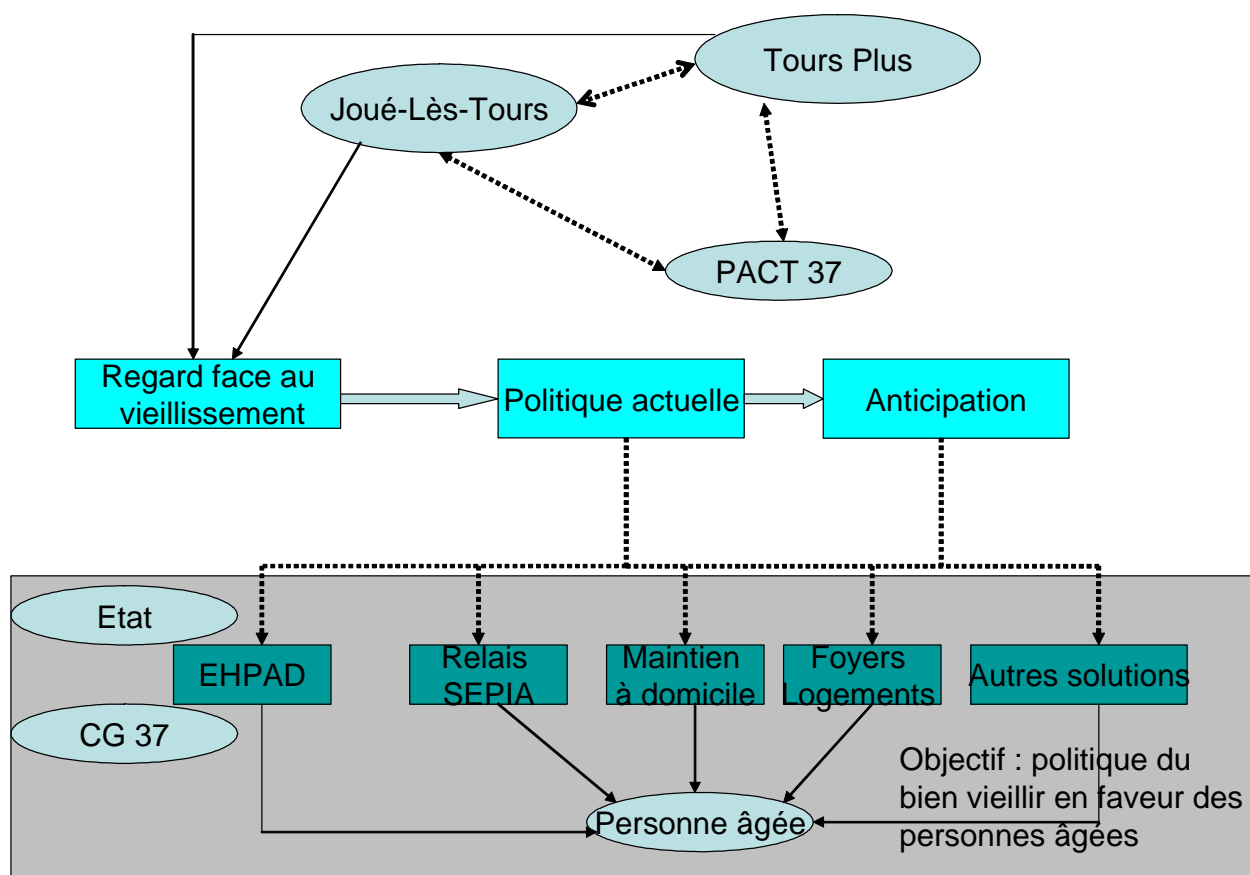 Tours Plus
Joué-Lès-Tours
PACT 37
Regard face au
vieillissement
Politique actuelle
Anticipation
Etat
EHPAD
Relais
SEPIA
Maintien
à domicile
Foyers
Logements
Autres solutions
CG 37
Objectif : politique du
bien vieillir en faveur des
personnes âgées
Personne âgée